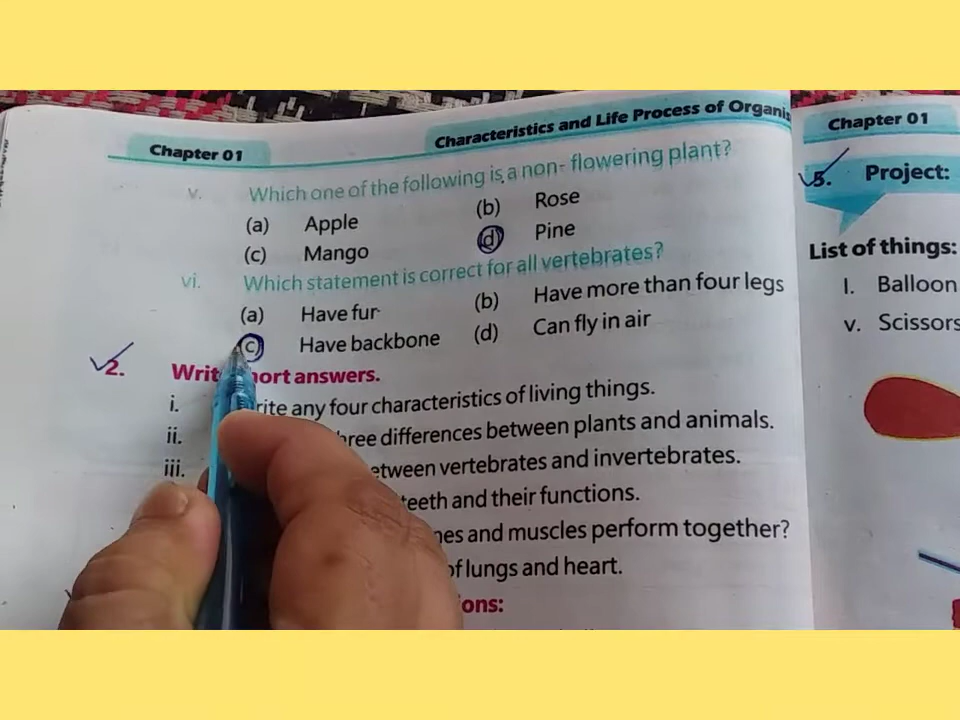 Chapter 01
Characteristics and Life Process of Organis
v. Which one of the following is a non- flowering plant?
(a) Apple (b) Rose
(c) Mango (d) Pine
vi. Which statement is correct for all vertebrates?
(a) Have fur (b) Have more than four legs
(c) Have backbone (d) Can fly in air
2. Writ hort answers.
i. rite any four characteristics of living things.
ii. hree differences between plants and animals.
iii. etween vertebrates and invertebrates.
teeth and their functions.
nes and muscles perform together?
of lungs and heart.
ons:
Chapter 01
5. Project:
List of things:
I. Balloon
v. Scissors